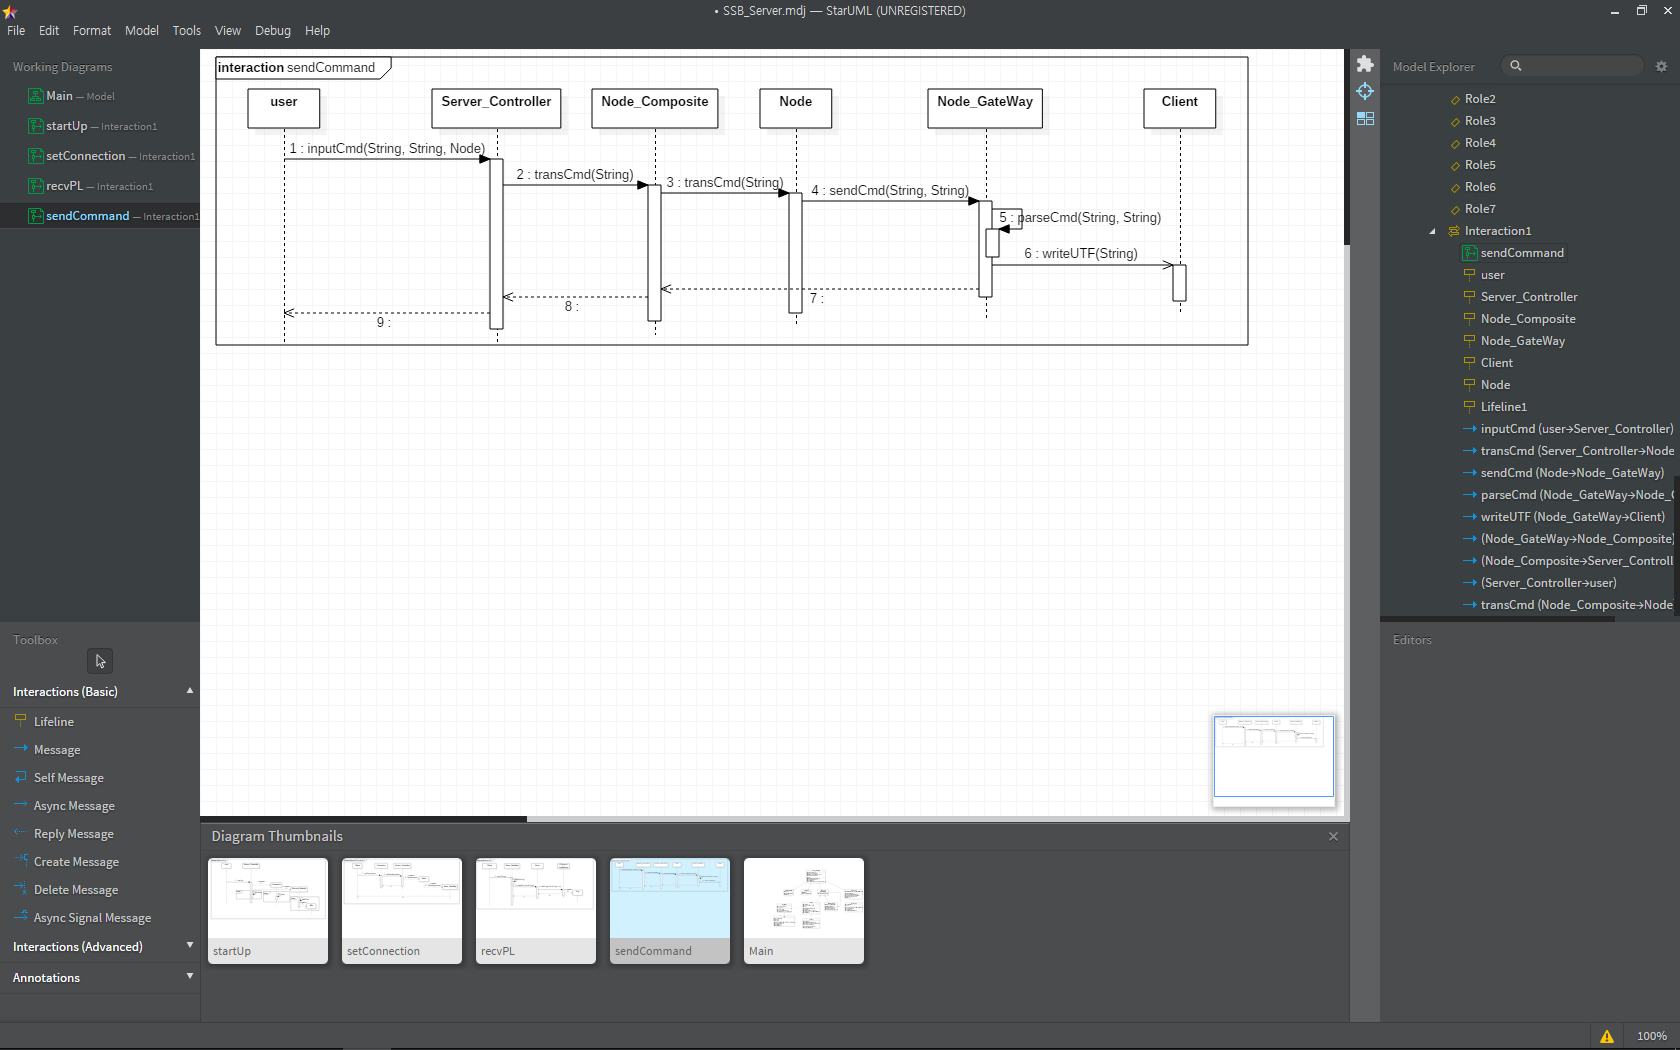 • SSB_Server.mdj — StarUML (UNREGISTERED)
File Edit Format Model Tools View Debug Help
Working Diagrams
Main — Model
startUp — Interaction1
setConnection — Interaction1
recvPL — Interaction1
sendCommand — Interaction1
Toolbox
Interactions (Basic)
Lifeline
Message
Self Message
Async Message
Reply Message
Create Message
Delete Message
Async Signal Message
Interactions (Advanced)
Annotations
interaction sendCommand
user Server_Controller Node_Composite Node Node_GateWay Client
1 : inputCmd(String, String, Node)
2 : transCmd(String)
3 : transCmd(String)
4 : sendCmd(String, String)
5 : parseCmd(String, String)
6 : writeUTF(String)
7 :
8 :
9 :
Diagram Thumbnails
startUp setConnection recvPL sendCommand Main
Model Explorer
Role2
Role3
Role4
Role5
Role6
Role7
Interaction1
sendCommand
user
Server_Controller
Node_Composite
Node_GateWay
Client
Node
Lifeline1
inputCmd (user→Server_Controller)
transCmd (Server_Controller→Node
sendCmd (Node→Node_GateWay)
parseCmd (Node_GateWay→Node_
writeUTF (Node_GateWay→Client)
(Node_GateWay→Node_Composite)
(Node_Composite→Server_Controll
(Server_Controller→user)
transCmd (Node_Composite→Node
Editors
100%